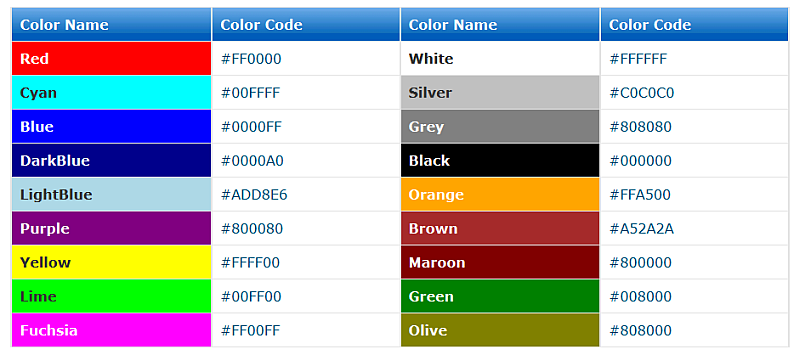 Color Name Color Code Color Name Color Code
Red #FF0000 White #FFFFFF
Cyan #00FFFF Silver #C0C0C0
Blue #0000FF Grey #808080
DarkBlue #0000A0 Black #000000
LightBlue #ADD8E6 Orange #FFA500
Purple #800080 Brown #A52A2A
Yellow #FFFF00 Maroon #800000
Lime #00FF00 Green #008000
Fuchsia #FF00FF Olive #808000